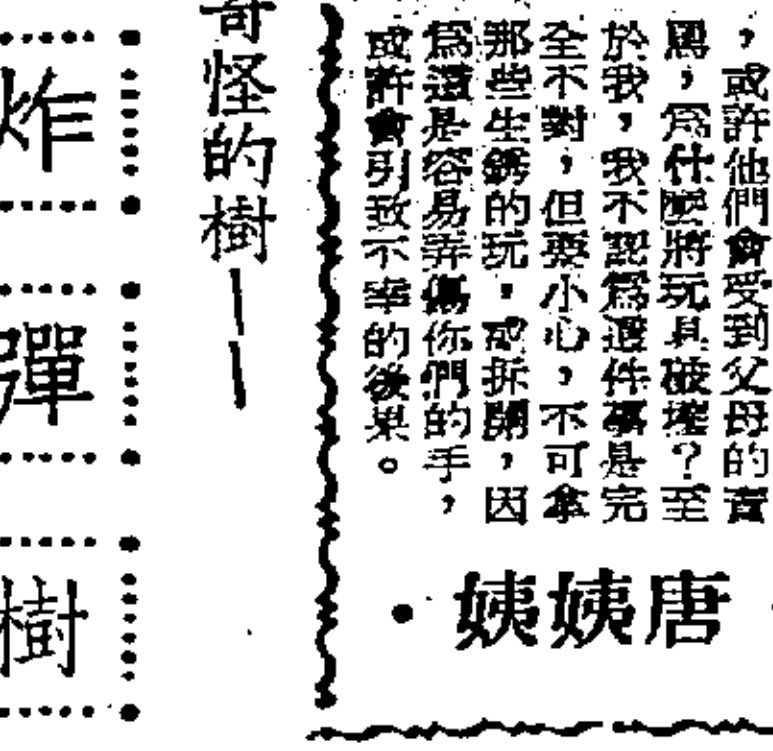 ，或許他們會受到父母的責
罵，爲什麼將玩具破壞？至
於我，我不認爲這件事是完
全不對，但要小心，不可拿
那些生銹的玩，或拆開，因
爲這是容易弄傷你們的手，
或許會引致不幸的後果。
・唐姨姨・
奇怪的樹——
炸
彈
樹